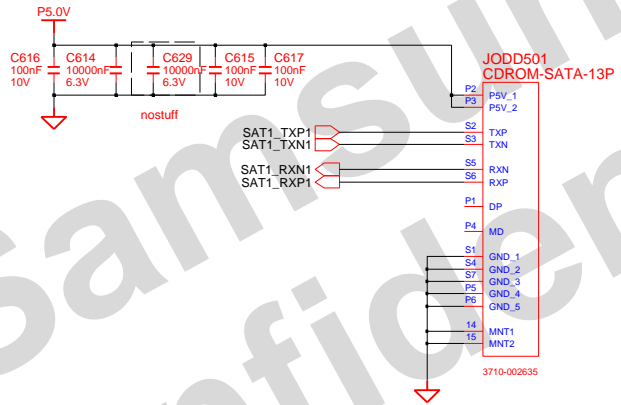 P5.0V
C616
100nF
10V
C614
10000nF
6.3V
C629
10000nF
6.3V
C615
100nF
10V
C617
100nF
10V
nostuff
JODD501
CDROM-SATA-13P
P2 P5V_1
P3 P5V_2
SAT1_TXP1 S2 TXP
SAT1_TXN1 S3 TXN
SAT1_RXN1 S5 RXN
SAT1_RXP1 S6 RXP
P1 DP
P4 MD
S1 GND_1
S4 GND_2
S7 GND_3
P5 GND_4
P6 GND_5
14 MNT1
15 MNT2
3710-002635